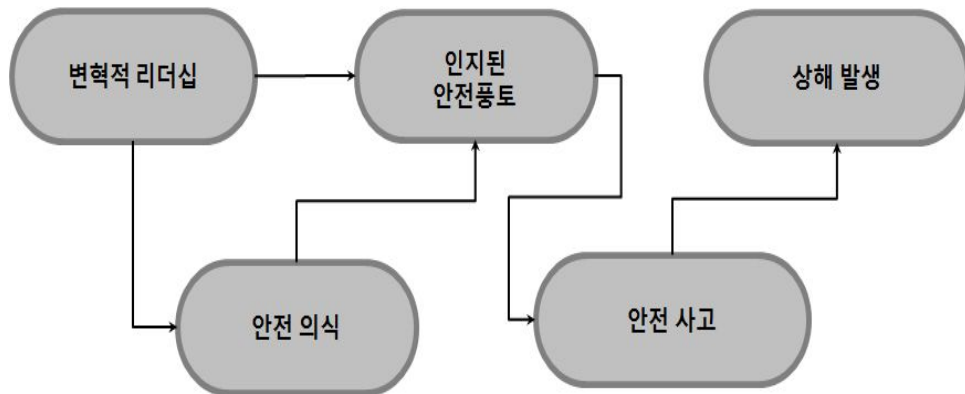 변혁적 리더십
인지된
안전풍토
상해 발생
안전 의식
안전 사고